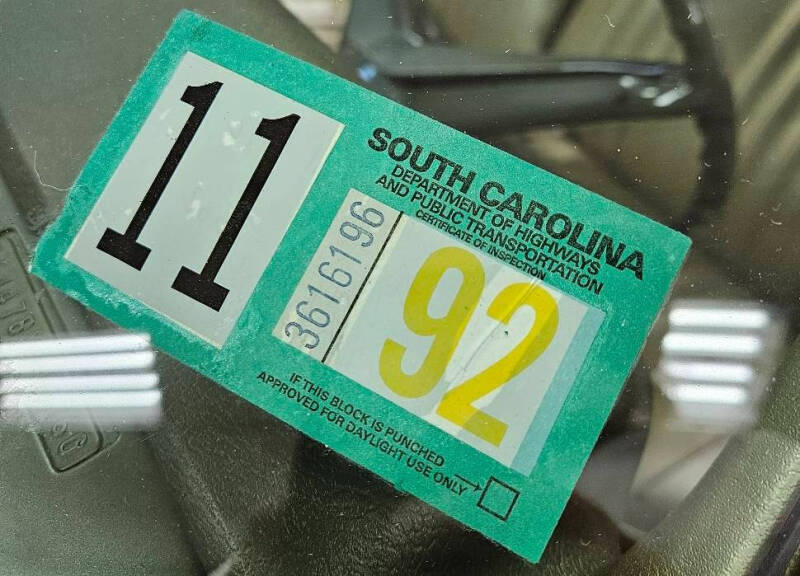 11
SOUTH CAROLINA
DEPARTMENT OF HIGHWAYS
AND PUBLIC TRANSPORTATION
CERTIFICATE OF INSPECTION
3616196
92
IF THIS BLOCK IS PUNCHED
APPROVED FOR DAYLIGHT USE ONLY